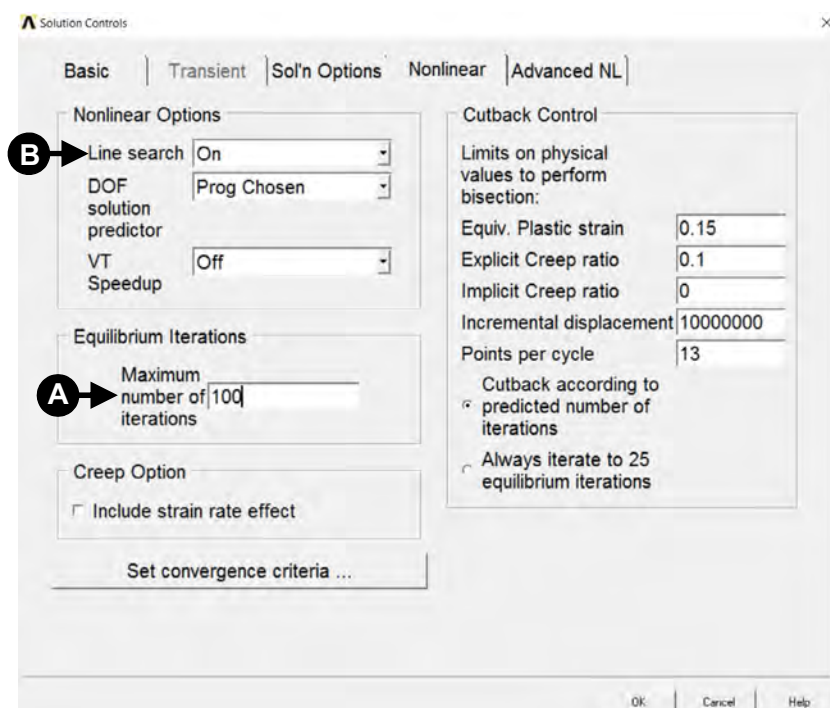 Solution Controls
Basic
Transient
Sol'n Options
Nonlinear
Advanced NL
Nonlinear Options
B
Line search
On
DOF
solution
predictor
Prog Chosen
VT
Speedup
Off
Equilibrium Iterations
A
Maximum
number of
iterations
100
Creep Option
Include strain rate effect
Set convergence criteria ...
Cutback Control
Limits on physical
values to perform
bisection:
Equiv. Plastic strain
0.15
Explicit Creep ratio
0.1
Implicit Creep ratio
0
Incremental displacement
10000000
Points per cycle
13
Cutback according to
predicted number of
iterations
Always iterate to 25
equilibrium iterations
OK
Cancel
Help